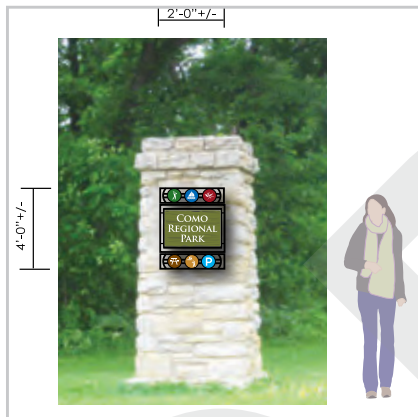 2'-0"+/-
4'-0"+/-
COMO
REGIONAL
PARK
P